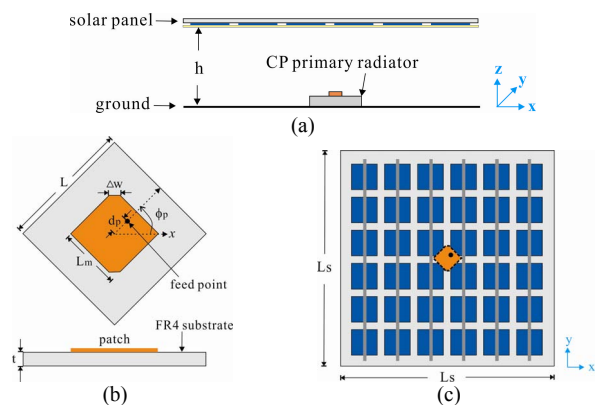 solar panel
h
CP primary radiator
ground
z
y
x
(a)
L
Δw
dp
ϕp
x
Lm
feed point
patch
FR4 substrate
t
(b)
Ls
Ls
y
x
(c)